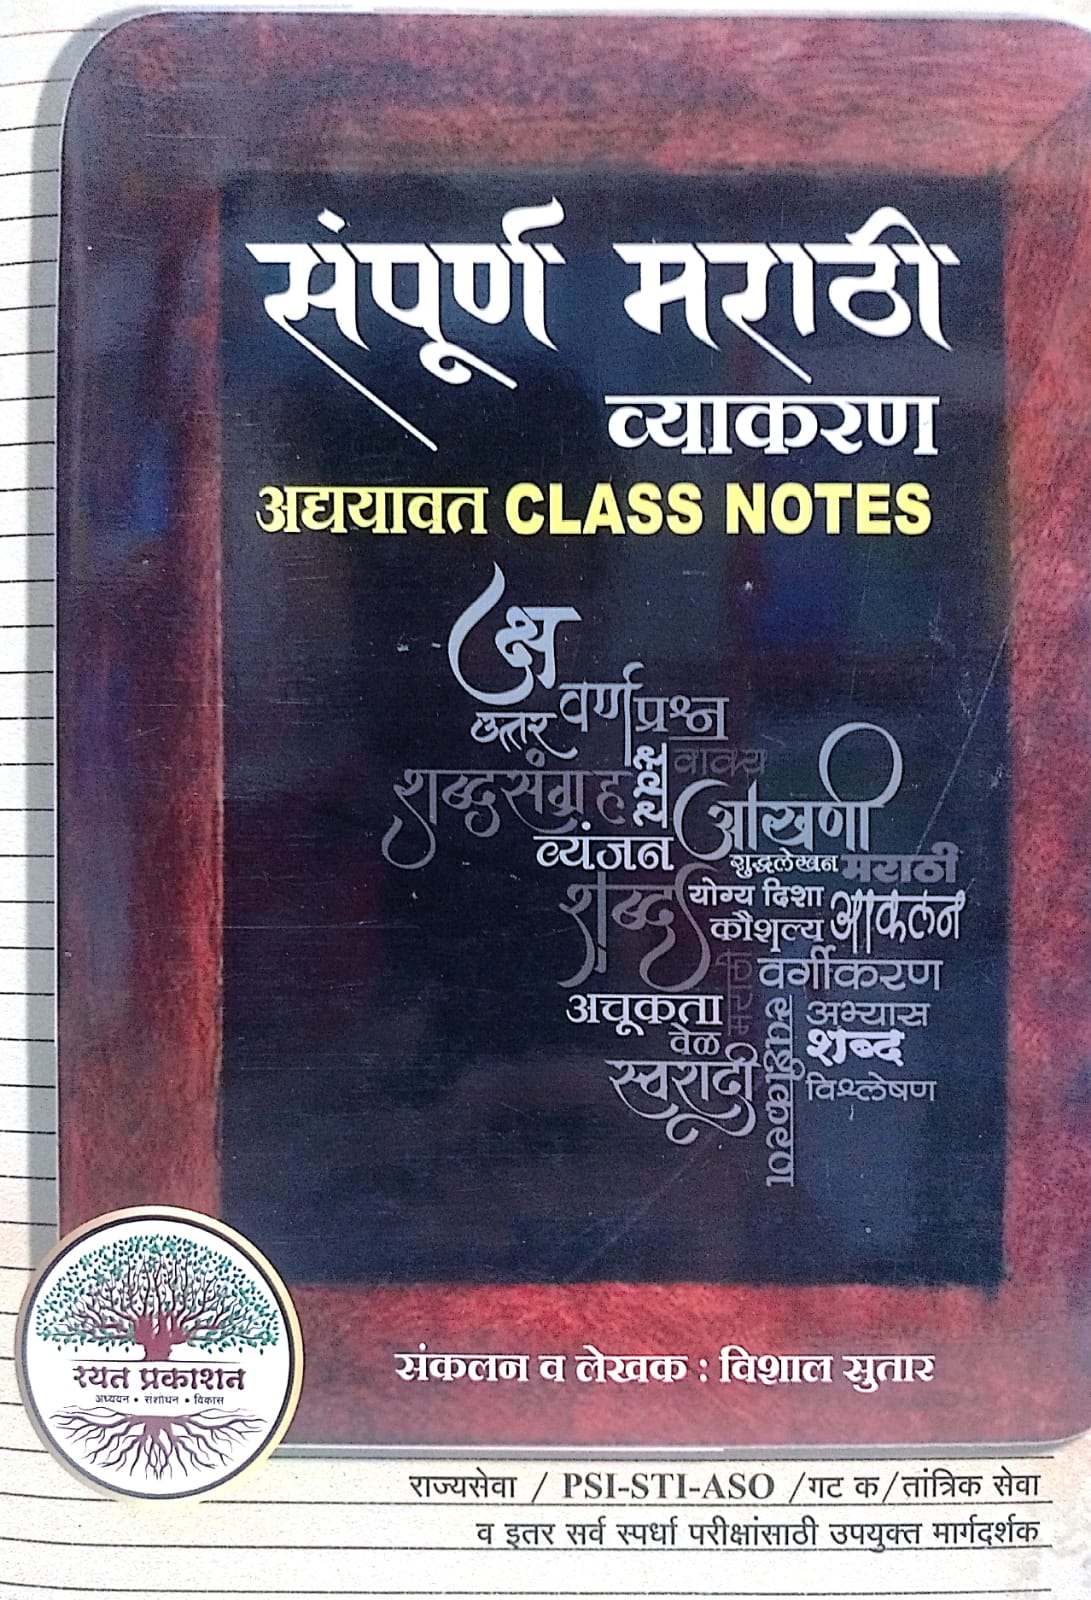 संपूर्ण मराठी
व्याकरण
अद्ययावत CLASS NOTES
क्ष
उत्तर वर्ण प्रश्न
वाक्य
शब्दसंग्रह
आखणी
व्यंजन
शुद्धलेखन मराठी
शब्द योग्य दिशा
कौशल्य आकलन
वर्गीकरण
अचूकता
अभ्यास
वेळ
शब्द
स्वरादी
विश्लेषण
स्पष्टीकरण
रयत प्रकाशन
अध्ययन • संशोधन • विकास
संकलन व लेखक : विशाल सुतार
राज्यसेवा / PSI-STI-ASO /गट क/तांत्रिक सेवा
व इतर सर्व स्पर्धा परीक्षांसाठी उपयुक्त मार्गदर्शक